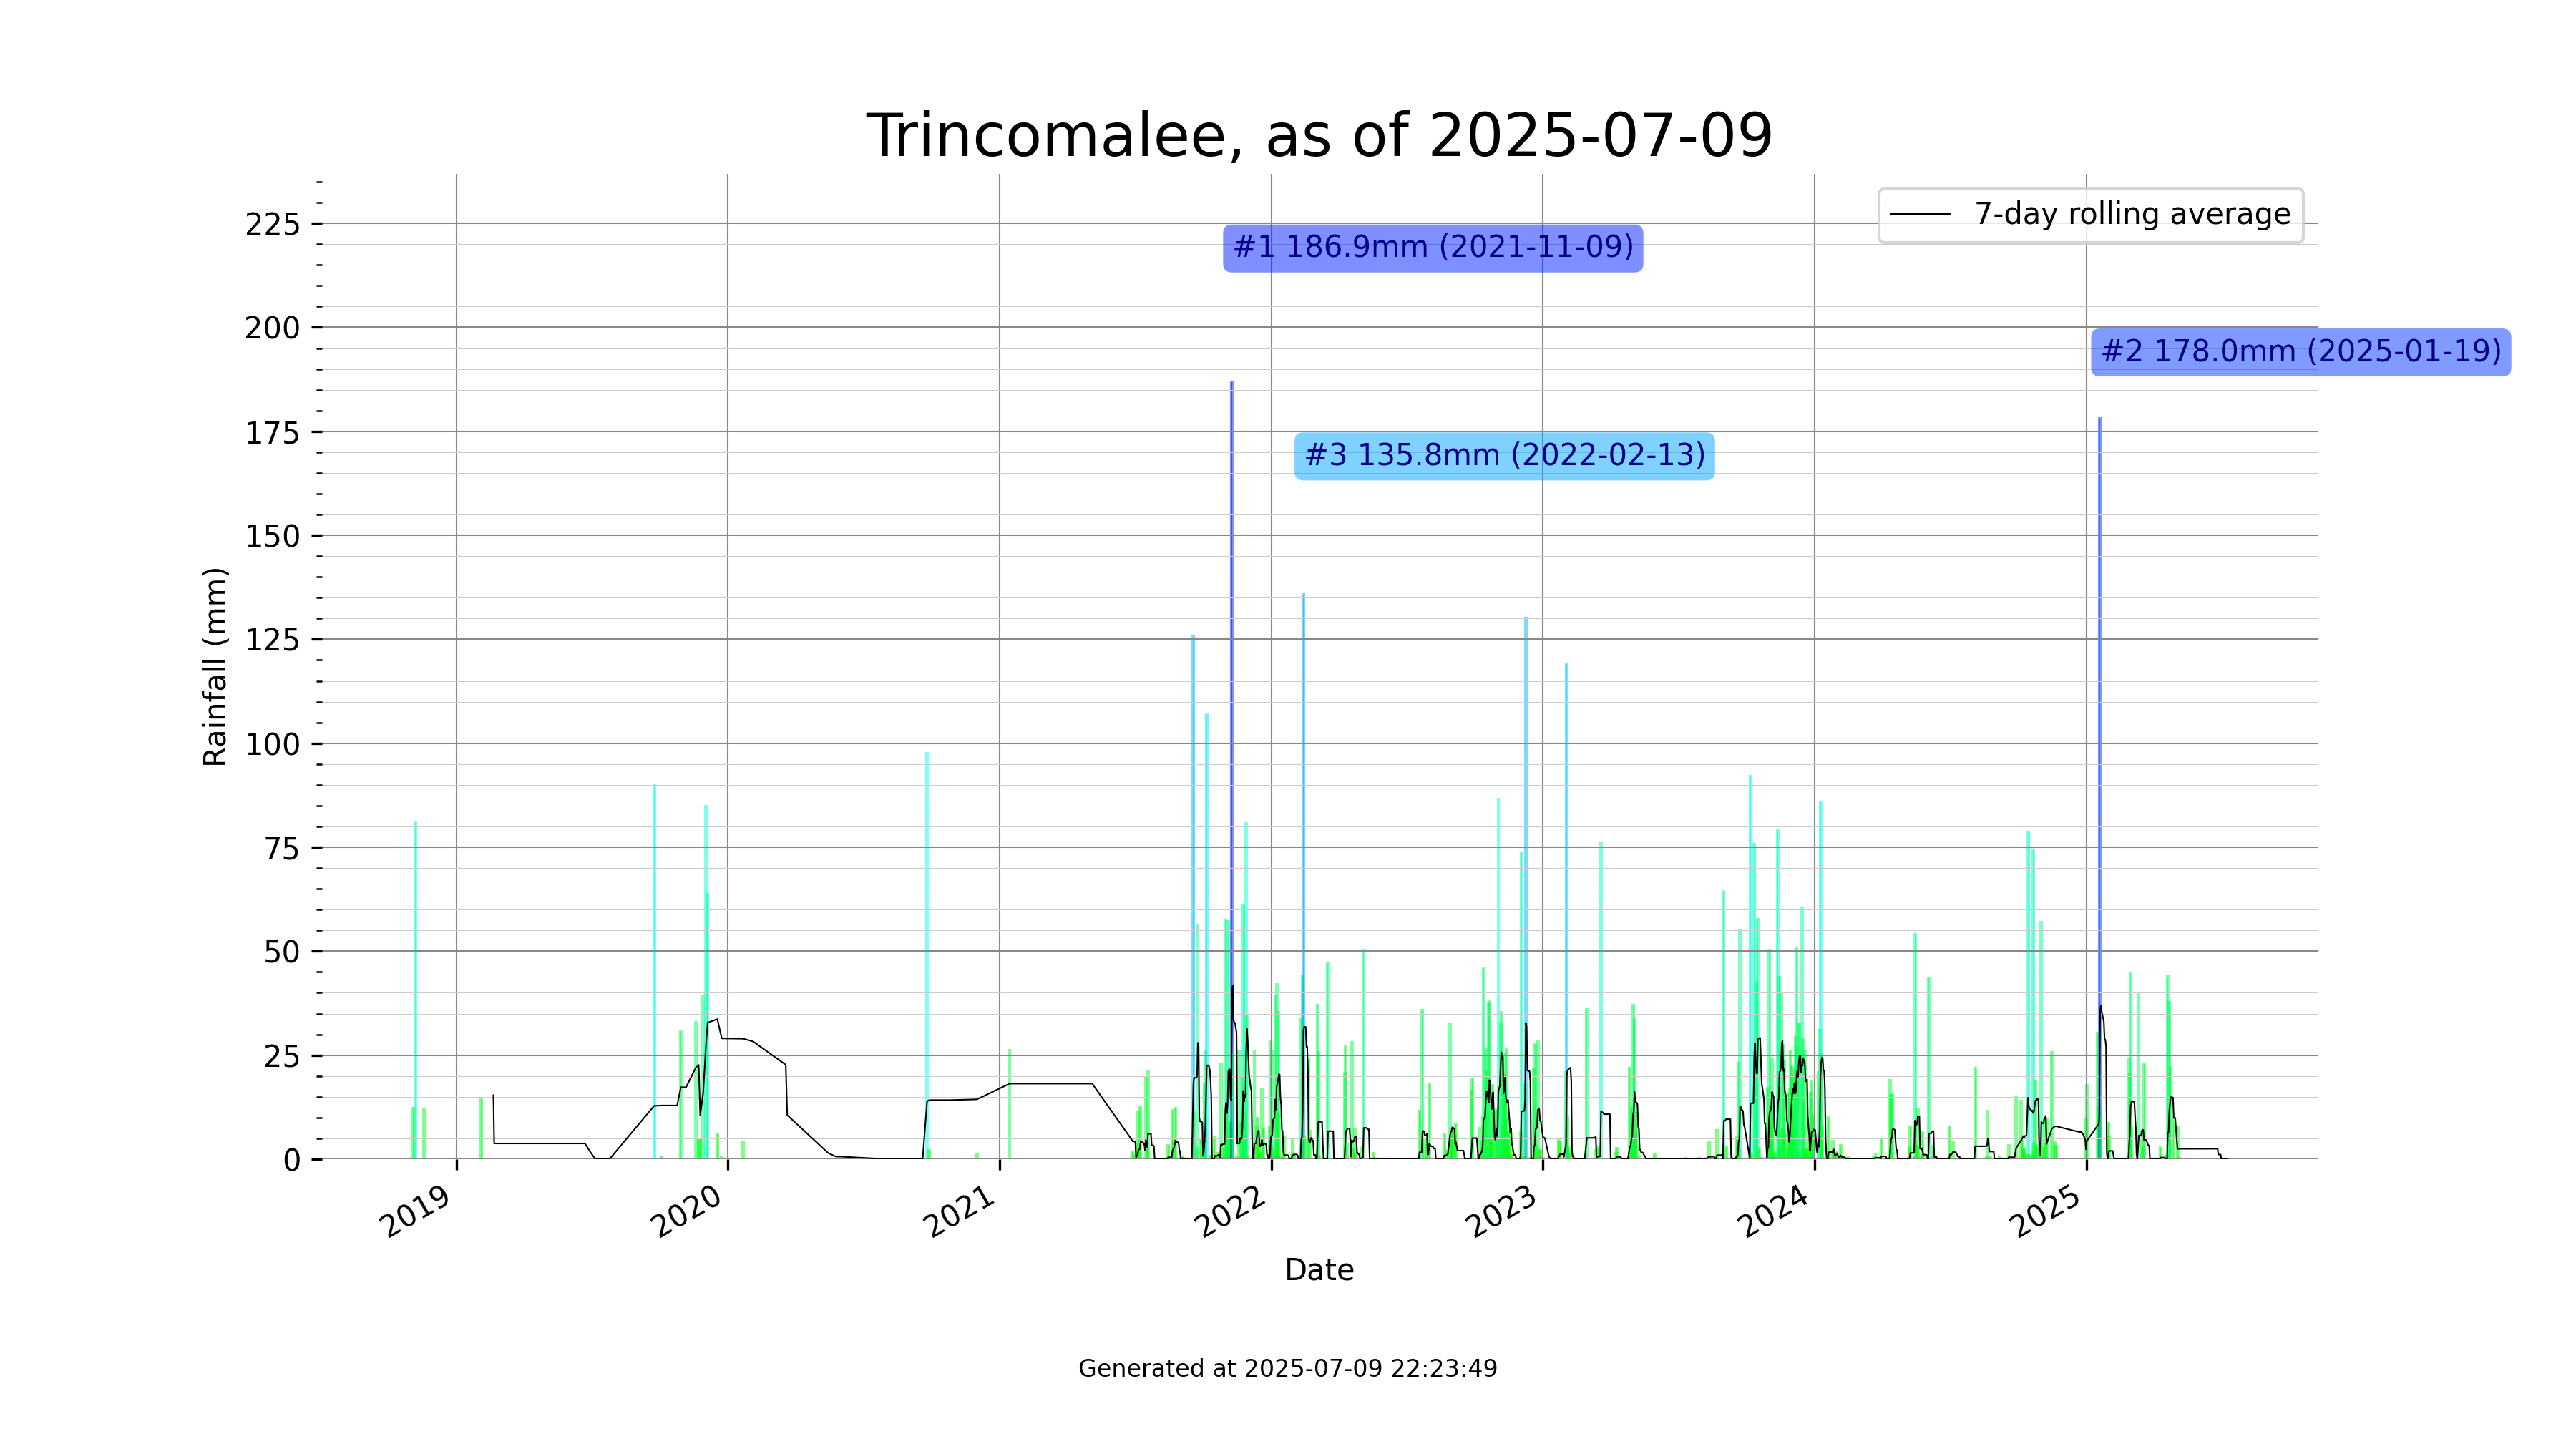 Trincomalee, as of 2025-07-09
7-day rolling average
#1 186.9mm (2021-11-09)
#2 178.0mm (2025-01-19)
#3 135.8mm (2022-02-13)
Rainfall (mm)
225
200
175
150
125
100
75
50
25
0
2019
2020
2021
2022
2023
2024
2025
Date
Generated at 2025-07-09 22:23:49